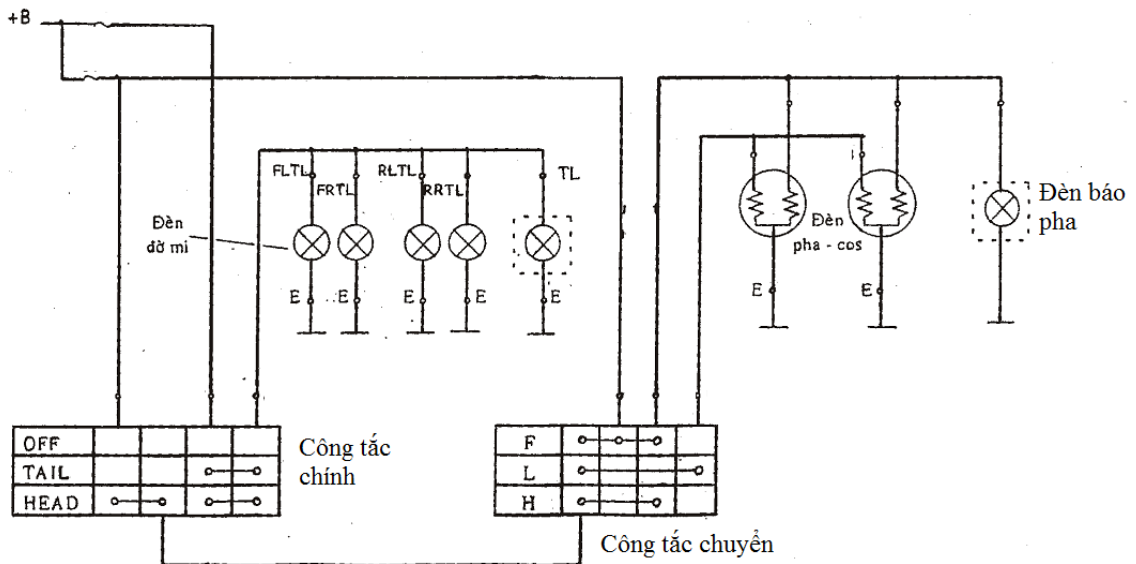 +B
FLTL
FRTL
RLTL
RRTL
TL
Đèn
dờ mi
E
E
E
E
E
Đèn
pha - cos
E
E
Đèn báo
pha
OFF
TAIL
HEAD
Công tắc
chính
F
L
H
Công tắc chuyển